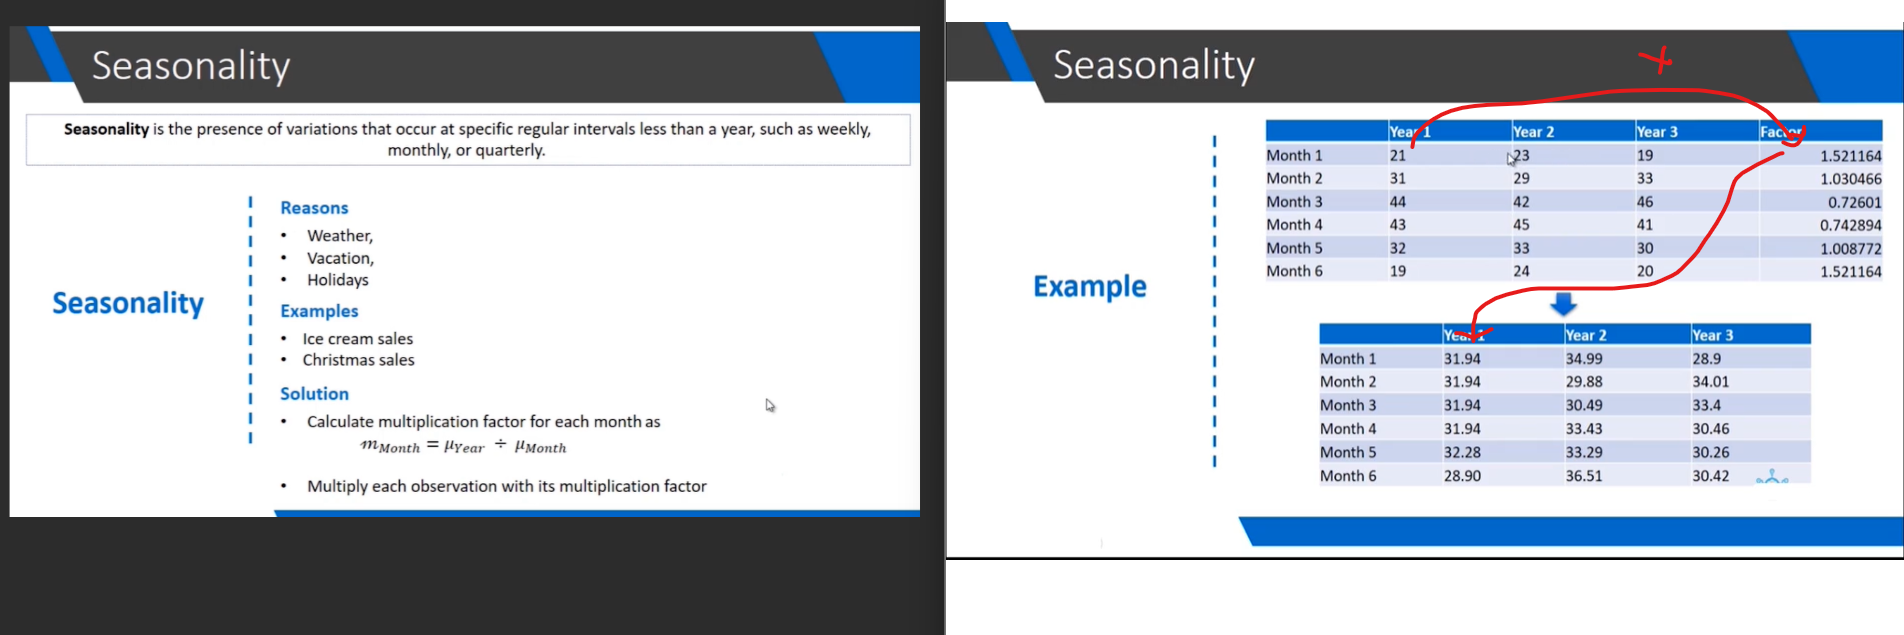 Seasonality
Seasonality is the presence of variations that occur at specific regular intervals less than a year, such as weekly,
monthly, or quarterly.
Seasonality
Reasons
• Weather,
• Vacation,
• Holidays
Examples
• Ice cream sales
• Christmas sales
Solution
• Calculate multiplication factor for each month as
mMonth = μYear ÷ μMonth
• Multiply each observation with its multiplication factor
Seasonality
Example
Year 1 Year 2 Year 3 Factor
Month 1 21 23 19 1.521164
Month 2 31 29 33 1.030466
Month 3 44 42 46 0.72601
Month 4 43 45 41 0.742894
Month 5 32 33 30 1.008772
Month 6 19 24 20 1.521164
Year 1 Year 2 Year 3
Month 1 31.94 34.99 28.9
Month 2 31.94 29.88 34.01
Month 3 31.94 30.49 33.4
Month 4 31.94 33.43 30.46
Month 5 32.28 33.29 30.26
Month 6 28.90 36.51 30.42